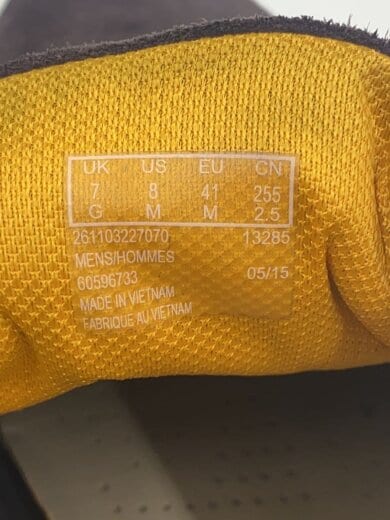 UK US EU CN
7 8 41 255
G M M 2.5
261103227070 13285
MENS/HOMMES
60596733 05/15
MADE IN VIETNAM
FABRIQUE AU VIETNAM